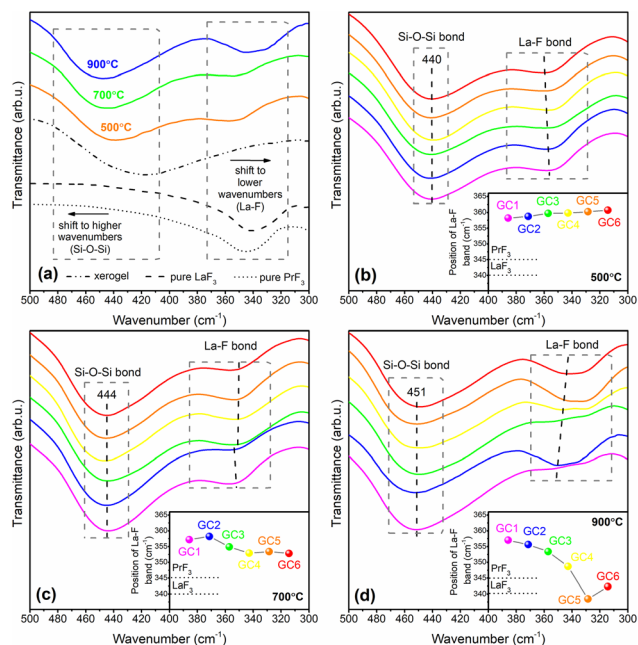 (a)
900°C
700°C
500°C
shift to
lower
wavenumbers
(La-F)
shift to higher
wavenumbers
(Si-O-Si)
xerogel
pure LaF3
pure PrF3
Transmittance (arb.u.)
500 480 460 440 420 400 380 360 340 320 300
Wavenumber (cm-1)
(b)
Si-O-Si bond
La-F bond
440
GC1
GC2
GC3
GC4
GC5
GC6
PrF3
LaF3
365
360
355
350
345
340
Position of La-F
band (cm-1)
500°C
Transmittance (arb.u.)
500 480 460 440 420 400 380 360 340 320 300
Wavenumber (cm-1)
(c)
Si-O-Si bond
La-F bond
444
GC1
GC2
GC3
GC4
GC5
GC6
PrF3
LaF3
365
360
355
350
345
340
Position of La-F
band (cm-1)
700°C
Transmittance (arb.u.)
500 480 460 440 420 400 380 360 340 320 300
Wavenumber (cm-1)
(d)
Si-O-Si bond
La-F bond
451
900°C
GC1
GC2
GC3
GC4
GC5
GC6
PrF3
LaF3
365
360
355
350
345
340
Position of La-F
band (cm-1)
Transmittance (arb.u.)
500 480 460 440 420 400 380 360 340 320 300
Wavenumber (cm-1)